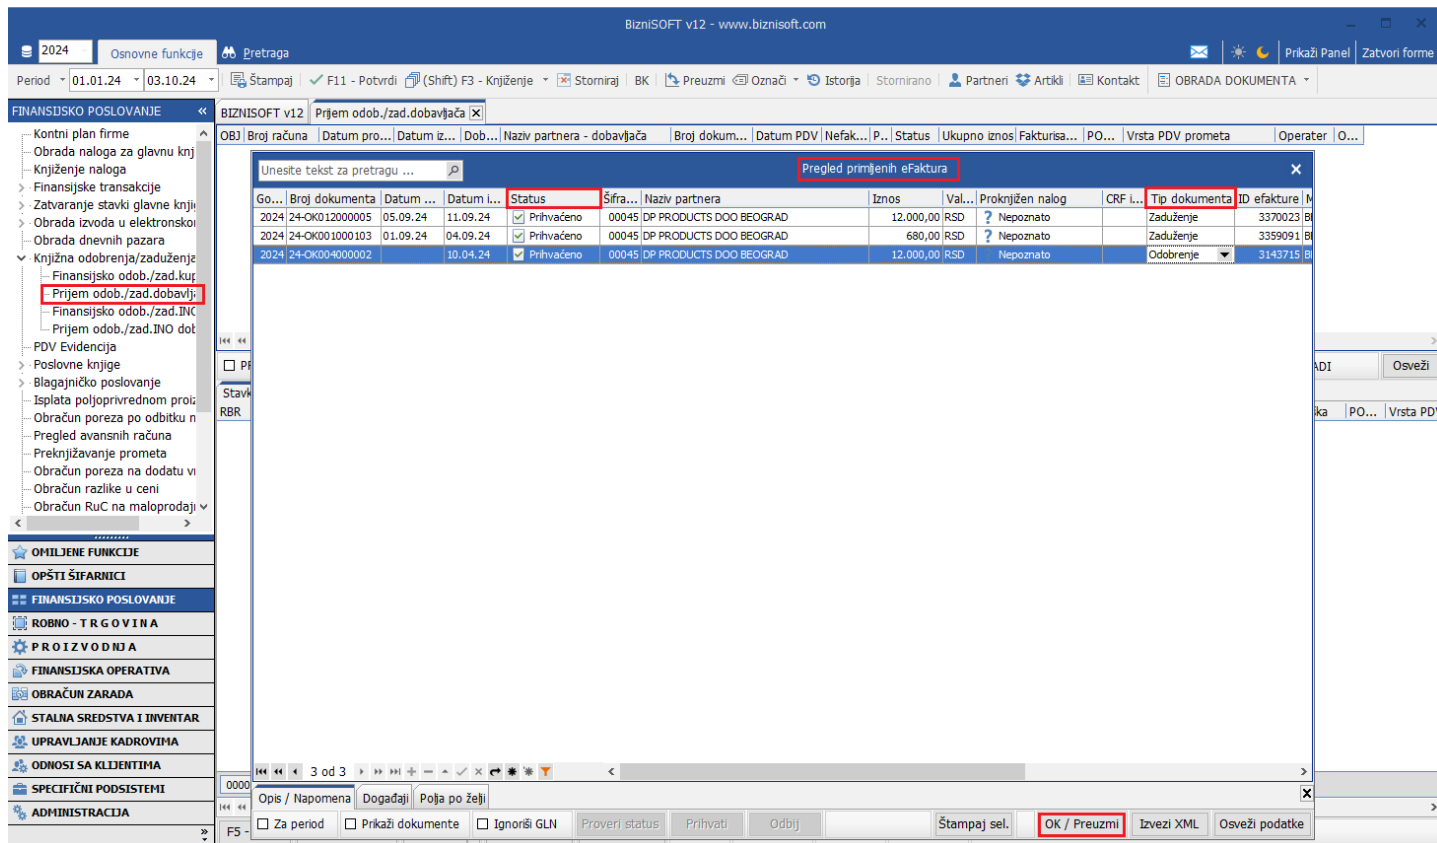 BizniSOFT v12 - www.biznisoft.com
2024 Osnovne funkcije Pretraga Prikaži Panel Zatvori forme
Period 01.01.24 03.10.24 Štampaj F11 - Potvrdi (Shift) F3 - Knjiženje Storniraj BK Preuzmi Označi Istorija Stornirano Partneri Artikli Kontakt OBRADA DOKUMENTA
FINANSIJSKO POSLOVANJE «
Kontni plan firme
Obrada naloga za glavnu knj
Knjiženje naloga
Finansijske transakcije
Zatvaranje stavki glavne knji
Obrada izvoda u elektronsko
Obrada dnevnih pazara
Knjižna odobrenja/zaduženja
Finansijsko odob./zad.kup
Prijem odob./zad.dobavlj
Finansijsko odob./zad.INO
Prijem odob./zad.INO dob
PDV Evidencija
Poslovne knjige
Blagajničko poslovanje
Isplata poljoprivrednom proiz
Obračun poreza po odbitku n
Pregled avansnih računa
Preknjižavanje prometa
Obračun poreza na dodatu v
Obračun razlike u ceni
Obračun RuC na maloprodaj
OMILJENE FUNKCIJE
OPŠTI ŠIFARNICI
FINANSIJSKO POSLOVANJE
ROBNO - T R G O V I N A
P R O I Z V O D NJ A
FINANSIJSKA OPERATIVA
OBRAČUN ZARADA
STALNA SREDSTVA I INVENTAR
UPRAVLJANJE KADROVIMA
ODNOSI SA KLIJENTIMA
SPECIFIČNI PODSISTEMI
ADMINISTRACIJA
»
BIZNISOFT v12 Prijem odob./zad.dobavljača
OBJ Broj računa Datum pro... Datum iz... Dob... Naziv partnera - dobavljača Broj dokum... Datum PDV Nefak... P.. Status Ukupno iznos Fakturisa... PO... Vrsta PDV prometa Operater O...
Unesite tekst za pretragu ... Pregled primljenih eFaktura
Go... Broj dokumenta Datum ... Datum i... Status Šifra... Naziv partnera Iznos Val... Proknjižen nalog CRF i... Tip dokumenta ID efakture M
2024 24-OK012000005 05.09.24 11.09.24 Prihvaćeno 00045 DP PRODUCTS DOO BEOGRAD 12.000,00 RSD ? Nepoznato Zaduženje 3370023
2024 24-OK001000103 01.09.24 04.09.24 Prihvaćeno 00045 DP PRODUCTS DOO BEOGRAD 680,00 RSD ? Nepoznato Zaduženje 3359091
2024 24-OK004000002 10.04.24 Prihvaćeno 00045 DP PRODUCTS DOO BEOGRAD 12.000,00 RSD Nepoznato Odobrenje 3143715
ADI Osveži
Stavk
RBR ka PO... Vrsta PD
3 od 3
0000 Opis / Napomena Događaji Polja po želji
F5 - Za period Prikaži dokumente Ignoriši GLN Proveri status Prihvati Odbij Štampaj sel. OK / Preuzmi Izvezi XML Osveži podatke